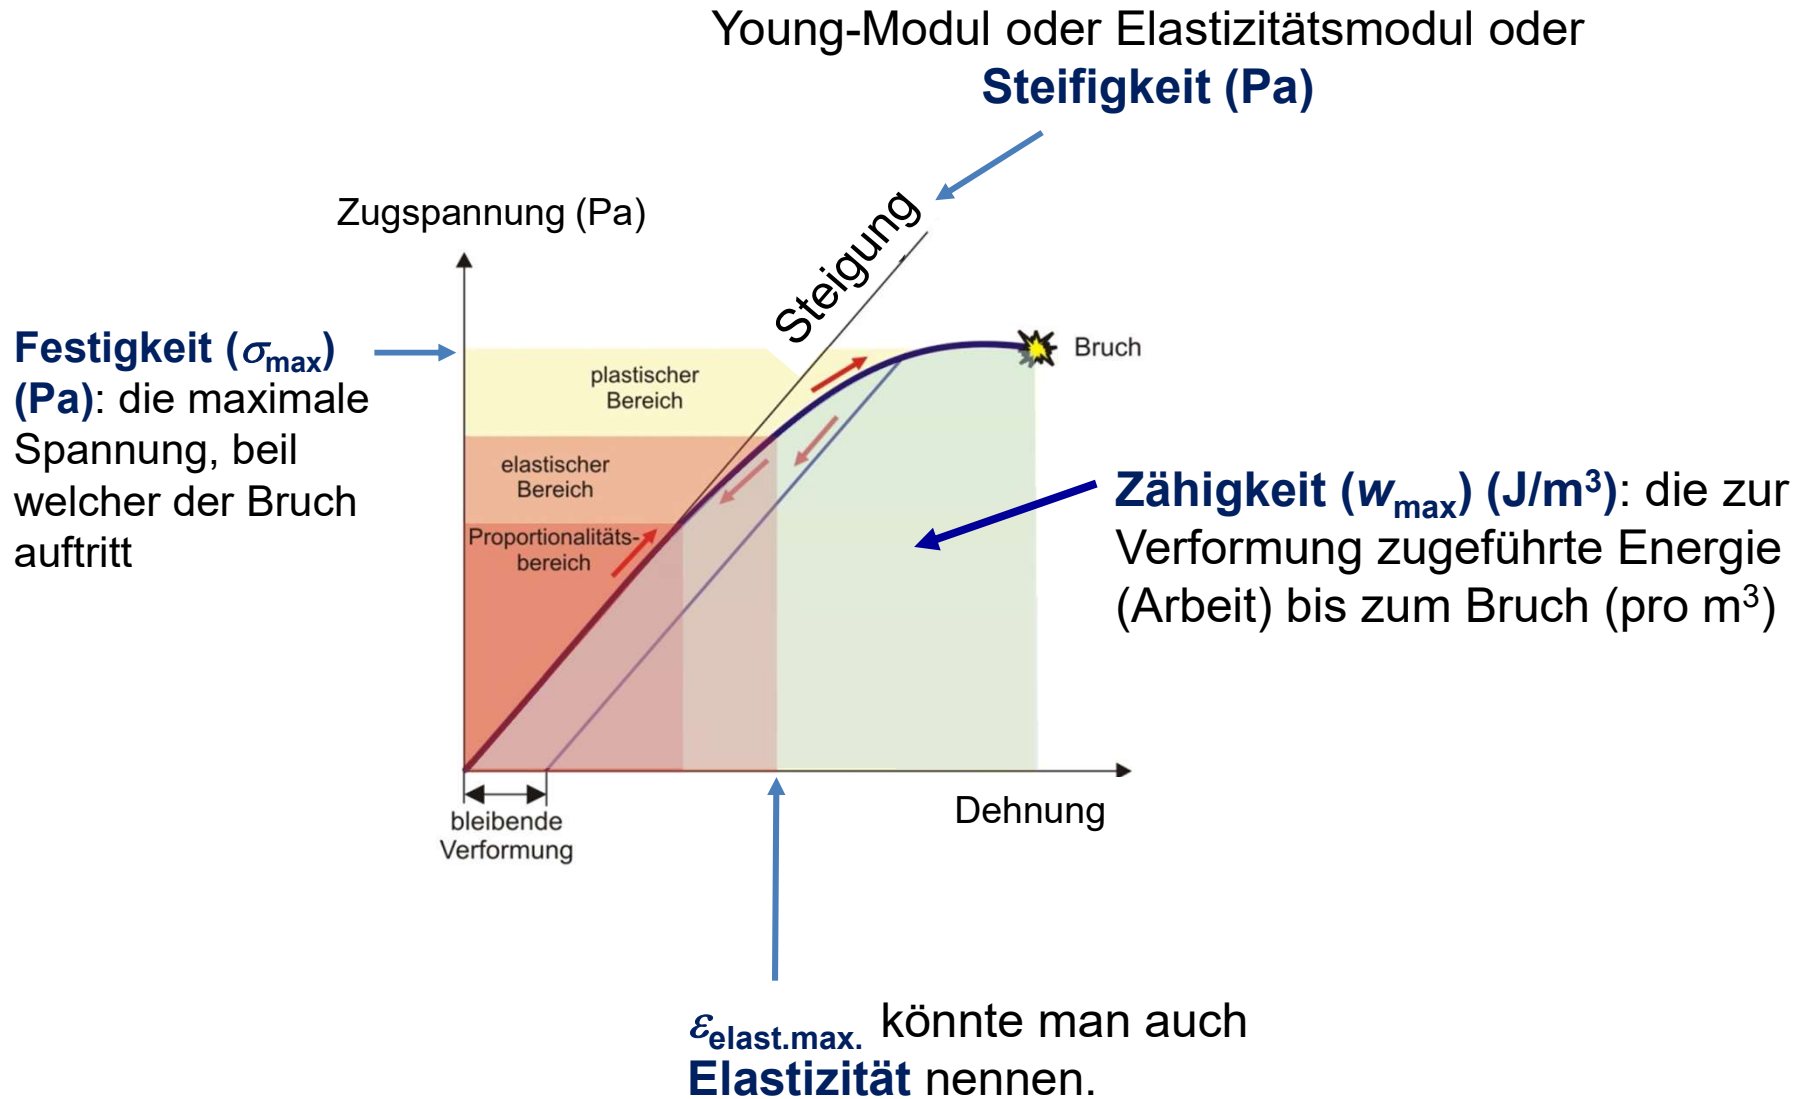 Young-Modul oder Elastizitätsmodul oder
Steifigkeit (Pa)
Zugspannung (Pa)
Steigung
Festigkeit (σmax)
(Pa): die maximale
Spannung, beil
welcher der Bruch
auftritt
Bruch
plastischer
Bereich
elastischer
Bereich
Proportionalitäts-
bereich
Zähigkeit (wmax) (J/m³): die zur
Verformung zugeführte Energie
(Arbeit) bis zum Bruch (pro m³)
Dehnung
bleibende
Verformung
εelast.max. könnte man auch
Elastizität nennen.